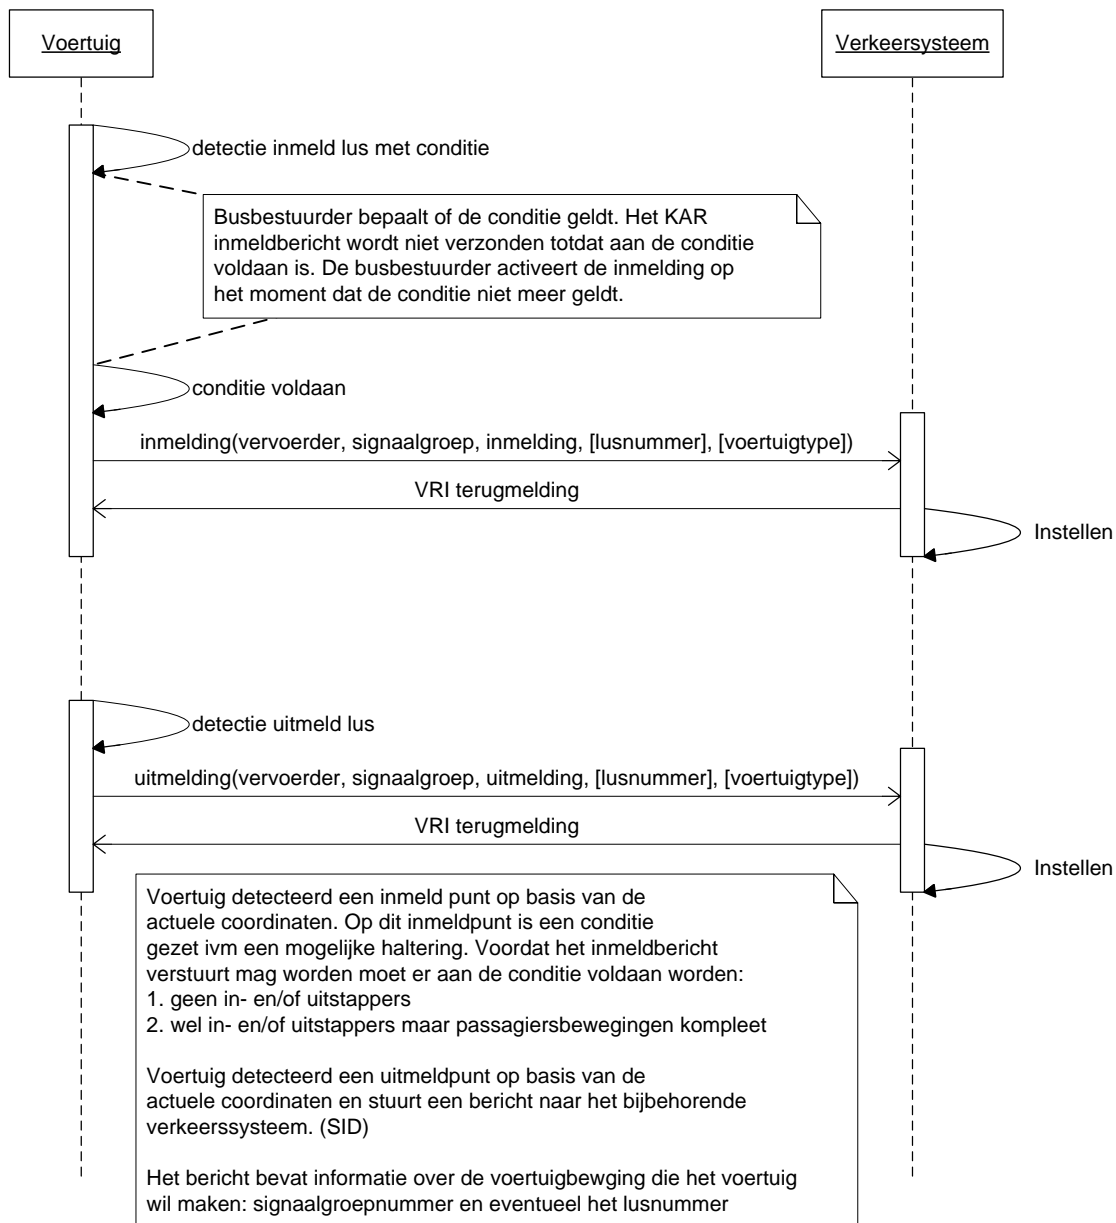 Voertuig
Verkeersysteem
detectie inmeld lus met conditie
Busbestuurder bepaalt of de conditie geldt. Het KAR
inmeldbericht wordt niet verzonden totdat aan de conditie
voldaan is. De busbestuurder activeert de inmelding op
het moment dat de conditie niet meer geldt.
conditie voldaan
inmelding(vervoerder, signaalgroep, inmelding, [lusnummer], [voertuigtype])
VRI terugmelding
Instellen
detectie uitmeld lus
uitmelding(vervoerder, signaalgroep, uitmelding, [lusnummer], [voertuigtype])
VRI terugmelding
Instellen
Voertuig detecteerd een inmeld punt op basis van de
actuele coordinaten. Op dit inmeldpunt is een conditie
gezet ivm een mogelijke haltering. Voordat het inmeldbericht
verstuurt mag worden moet er aan de conditie voldaan worden:
1. geen in- en/of uitstappers
2. wel in- en/of uitstappers maar passagiersbewegingen kompleet
Voertuig detecteerd een uitmeldpunt op basis van de
actuele coordinaten en stuurt een bericht naar het bijbehorende
verkeerssysteem. (SID)
Het bericht bevat informatie over de voertuigbewging die het voertuig
wil maken: signaalgroepnummer en eventueel het lusnummer